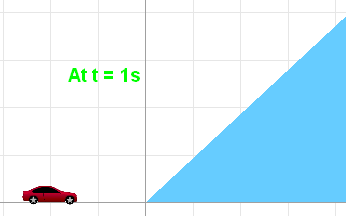 At t = 1s